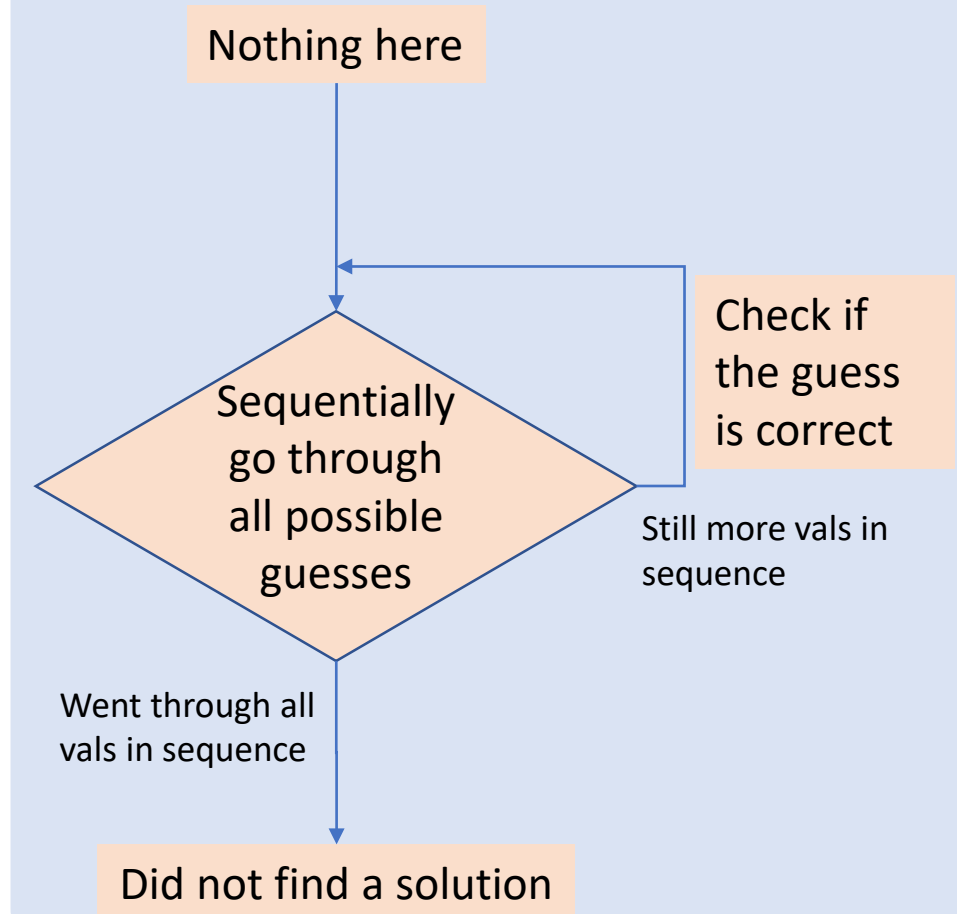 Nothing here
Check if
the guess
is correct
Sequentially
go through
all possible
guesses
Still more vals in
sequence
Went through all
vals in sequence
Did not find a solution